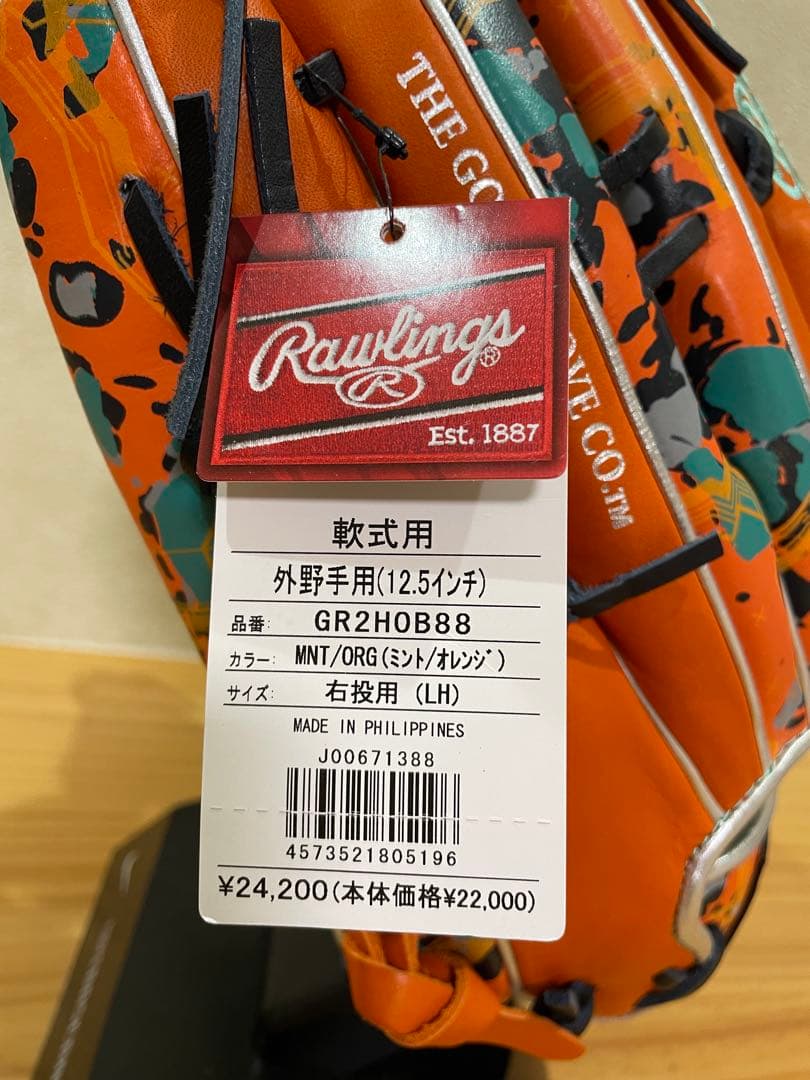 THE GO
OVE CO.™
Rawlings®
R
Est. 1887
軟式用
外野手用(12.5インチ)
品番: GR2HOB88
カラー: MNT/ORG(ミント/オレンジ)
サイズ: 右投用 (LH)
MADE IN PHILIPPINES
J00671388
4573521805196
¥24,200(本体価格¥22,000)